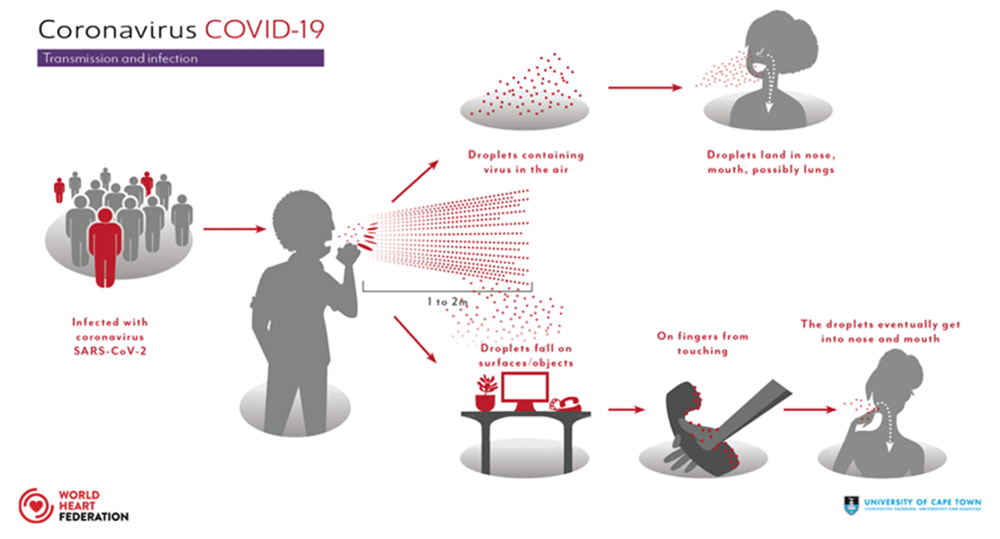 Coronavirus COVID-19
Transmission and infection
Droplets containing
virus in the air
Droplets land in nose,
mouth, possibly lungs
Infected with
coronavirus
SARS-CoV-2
1 to 2m
Droplets fall on
surfaces/objects
On fingers from
touching
The droplets eventually get
into nose and mouth
WORLD
HEART
FEDERATION
UNIVERSITY OF CAPE TOWN